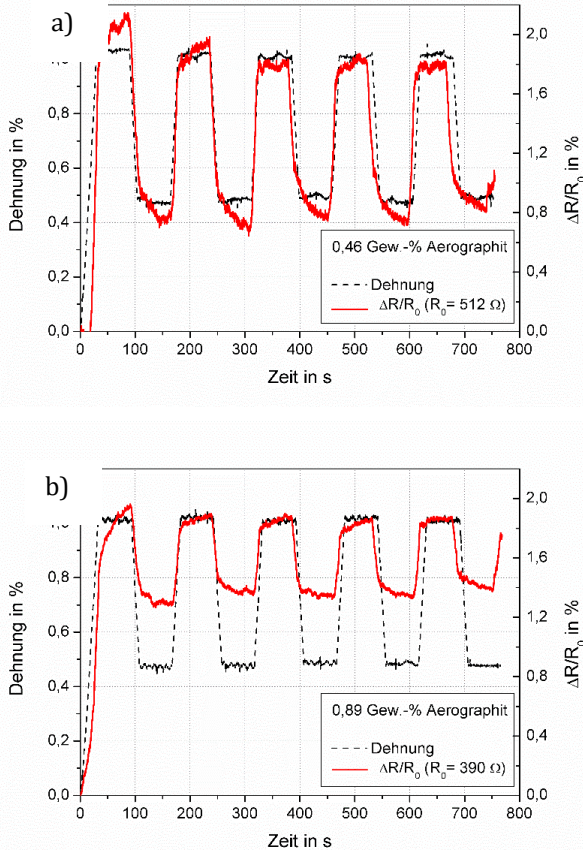 a)
Dehnung in %
1,0
0,8
0,6
0,4
0,2
0,0
2,0
1,6
1,2
0,8
0,4
0,0
ΔR/R₀ in %
0,46 Gew.-% Aerographit
Dehnung
ΔR/R₀ (R₀= 512 Ω)
0 100 200 300 400 500 600 700 800
Zeit in s
b)
Dehnung in %
1,0
0,8
0,6
0,4
0,2
0,0
2,0
1,6
1,2
0,8
0,4
0,0
ΔR/R₀ in %
0,89 Gew.-% Aerographit
Dehnung
ΔR/R₀ (R₀= 390 Ω)
0 100 200 300 400 500 600 700 800
Zeit in s